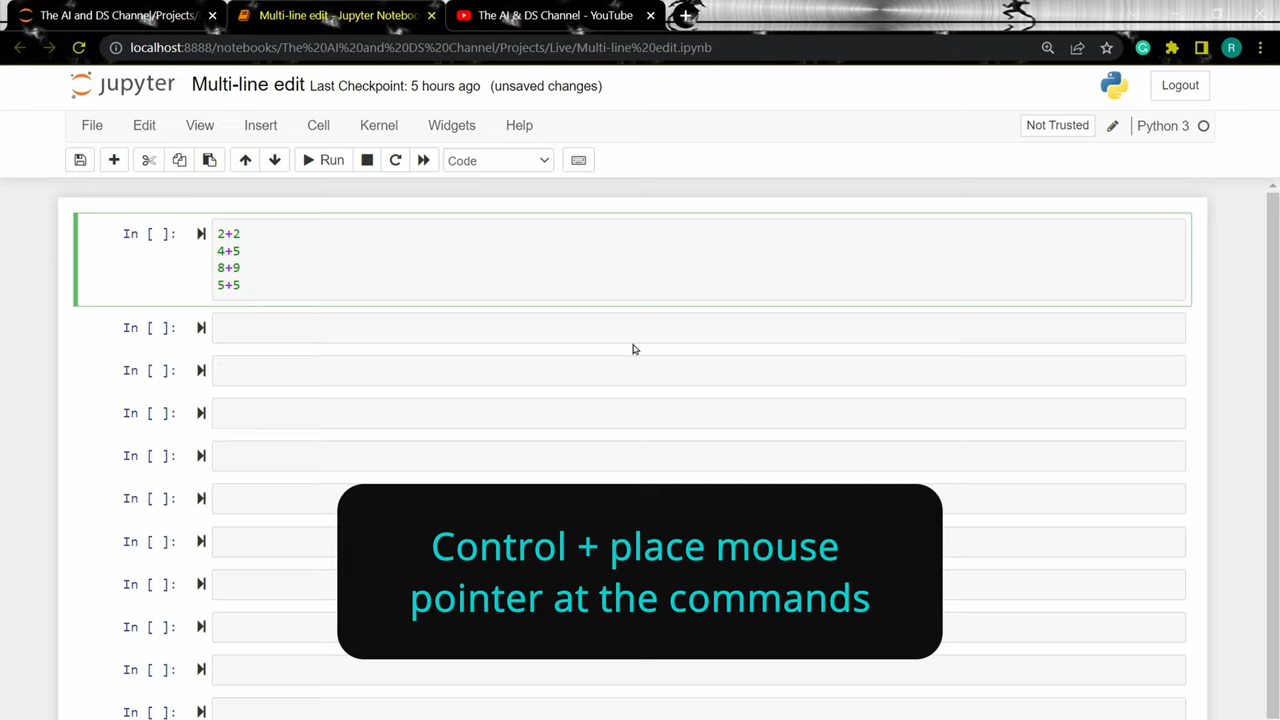 The AI and DS Channel/Projects/
Multi-line edit - Jupyter Noteboo
The AI & DS Channel - YouTube
localhost:8888/notebooks/The%20AI%20and%20DS%20Channel/Projects/Live/Multi-line%20edit.ipynb
R
jupyter
Multi-line edit Last Checkpoint: 5 hours ago (unsaved changes)
Logout
File Edit View Insert Cell Kernel Widgets Help
Not Trusted
Python 3
Run
Code
In [ ]:
2+2
4+5
8+9
5+5
In [ ]:
In [ ]:
In [ ]:
In [ ]:
In [ ]:
In [ ]:
In [ ]:
In [ ]:
In [ ]:
In [ ]:
Control + place mouse
pointer at the commands